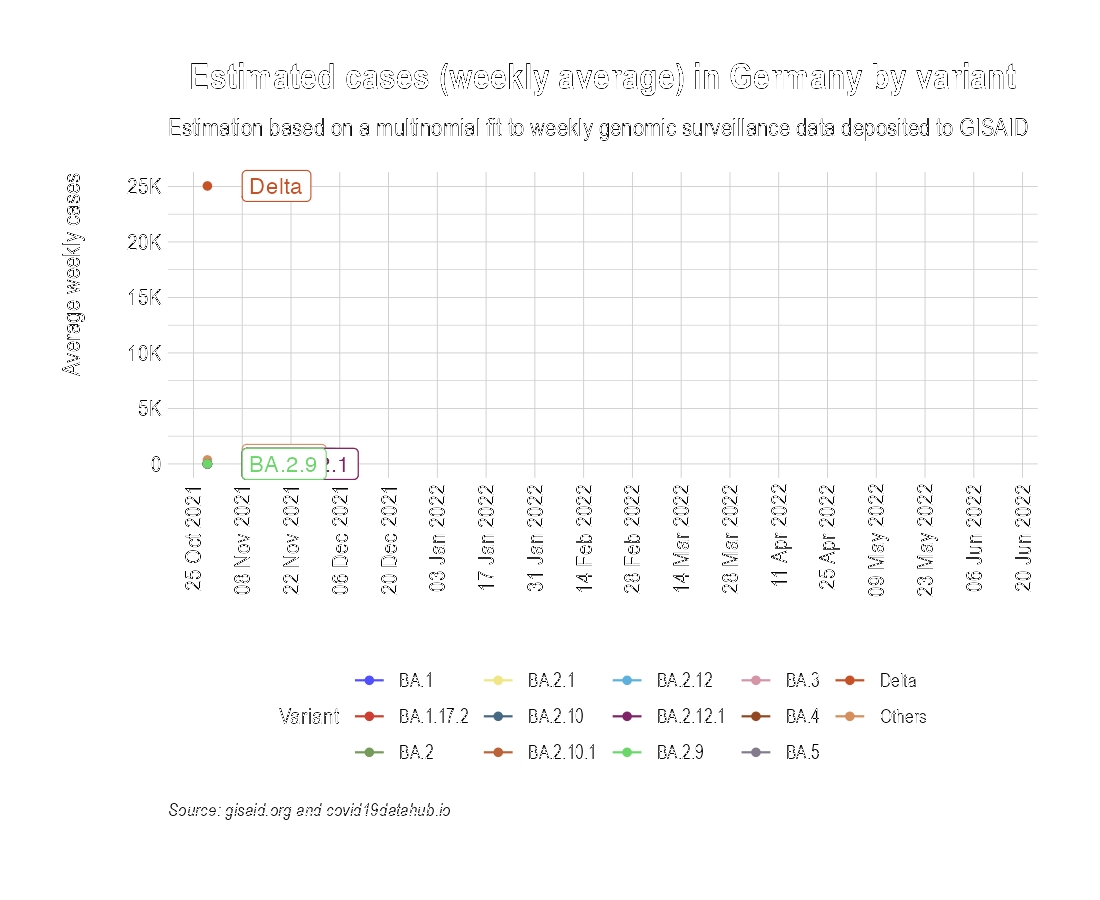 Estimated cases (weekly average) in Germany by variant
Estimation based on a multinomial fit to weekly genomic surveillance data deposited to GISAID
Average weekly cases
25K
20K
15K
10K
5K
0
Delta
BA.2.9
2.1
25 Oct 2021
08 Nov 2021
22 Nov 2021
06 Dec 2021
20 Dec 2021
03 Jan 2022
17 Jan 2022
31 Jan 2022
14 Feb 2022
28 Feb 2022
14 Mar 2022
28 Mar 2022
11 Apr 2022
25 Apr 2022
09 May 2022
23 May 2022
06 Jun 2022
20 Jun 2022
Variant
BA.1
BA.2.1
BA.2.12
BA.3
Delta
BA.1.17.2
BA.2.10
BA.2.12.1
BA.4
Others
BA.2
BA.2.10.1
BA.2.9
BA.5
Source: gisaid.org and covid19datahub.io